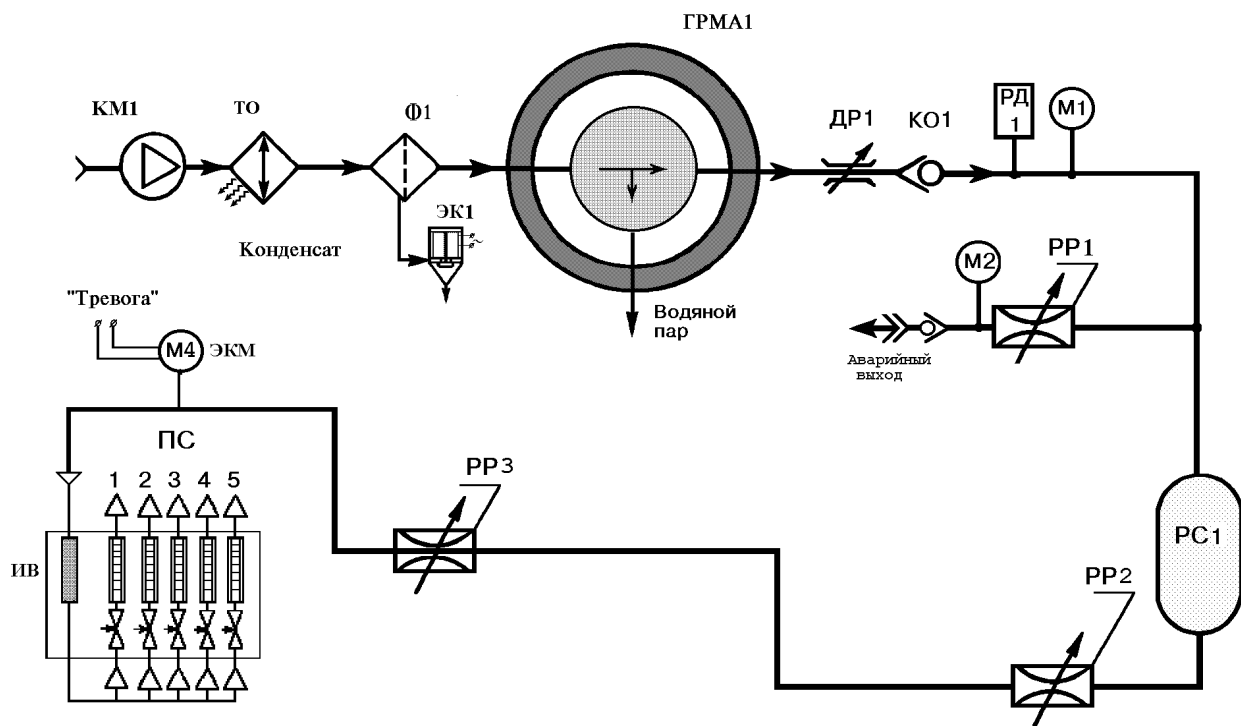 ГРМА1
КМ1
ТО
Ф1
ДР1
КО1
РД
1
М1
ЭК1
~
Конденсат
М2
РР1
"Тревога"
Водяной
пар
М4
ЭКМ
Аварийный
выход
ПС
1 2 3 4 5
РР3
РС1
ИВ
РР2